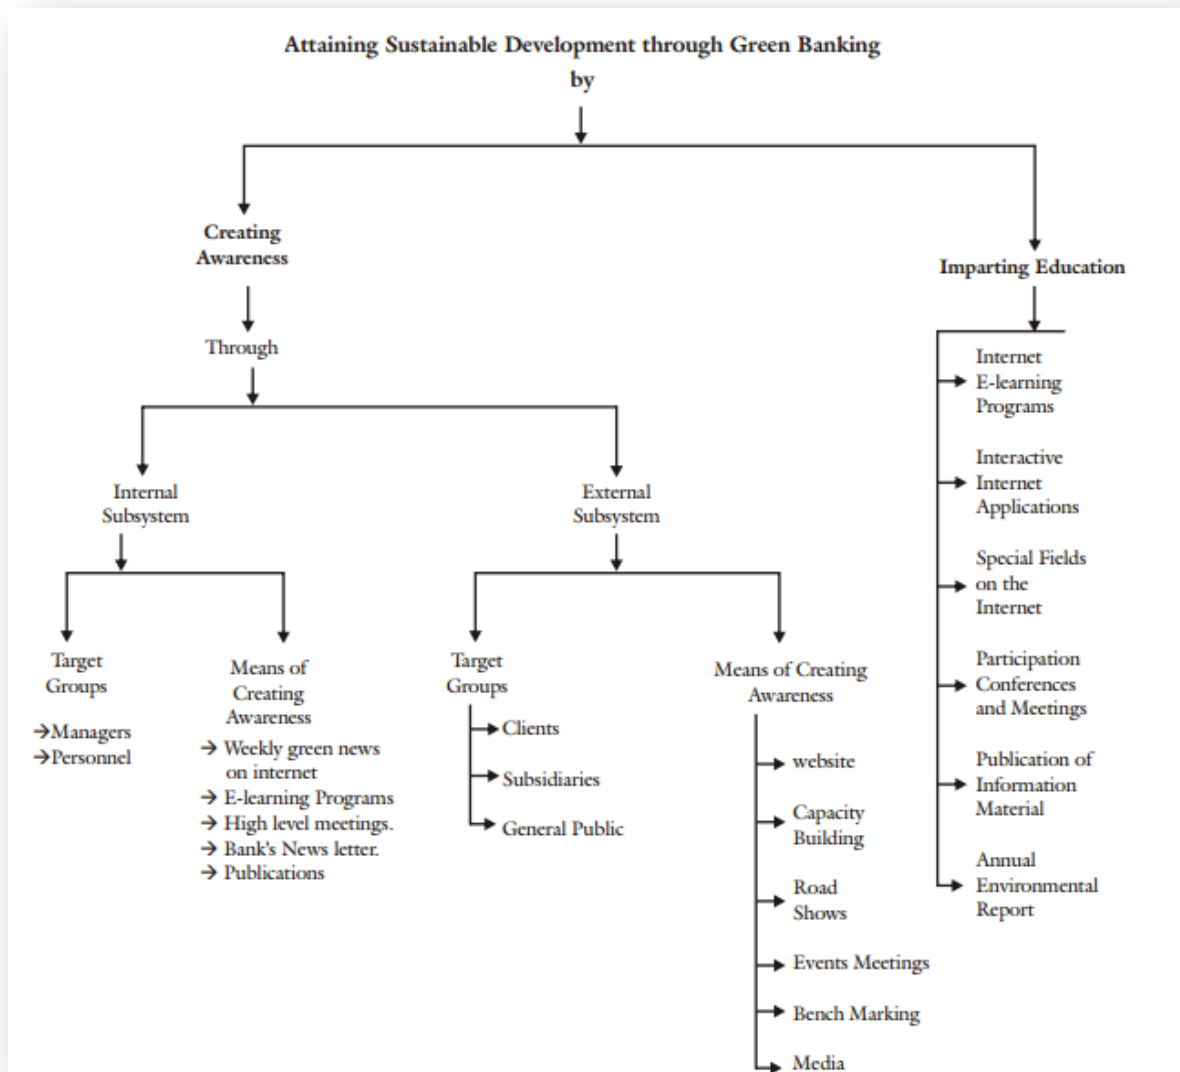 Attaining Sustainable Development through Green Banking
by
Creating
Awareness
Through
Internal
Subsystem
Target
Groups
→Managers
→Personnel
Means of
Creating
Awareness
→ Weekly green news
on internet
→ E-learning Programs
→ High level meetings.
→ Bank's News letter.
→ Publications
External
Subsystem
Target
Groups
Clients
Subsidiaries
General Public
Means of Creating
Awareness
website
Capacity
Building
Road
Shows
Events Meetings
Bench Marking
Media
Imparting Education
Internet
E-learning
Programs
Interactive
Internet
Applications
Special Fields
on the
Internet
Participation
Conferences
and Meetings
Publication of
Information
Material
Annual
Environmental
Report